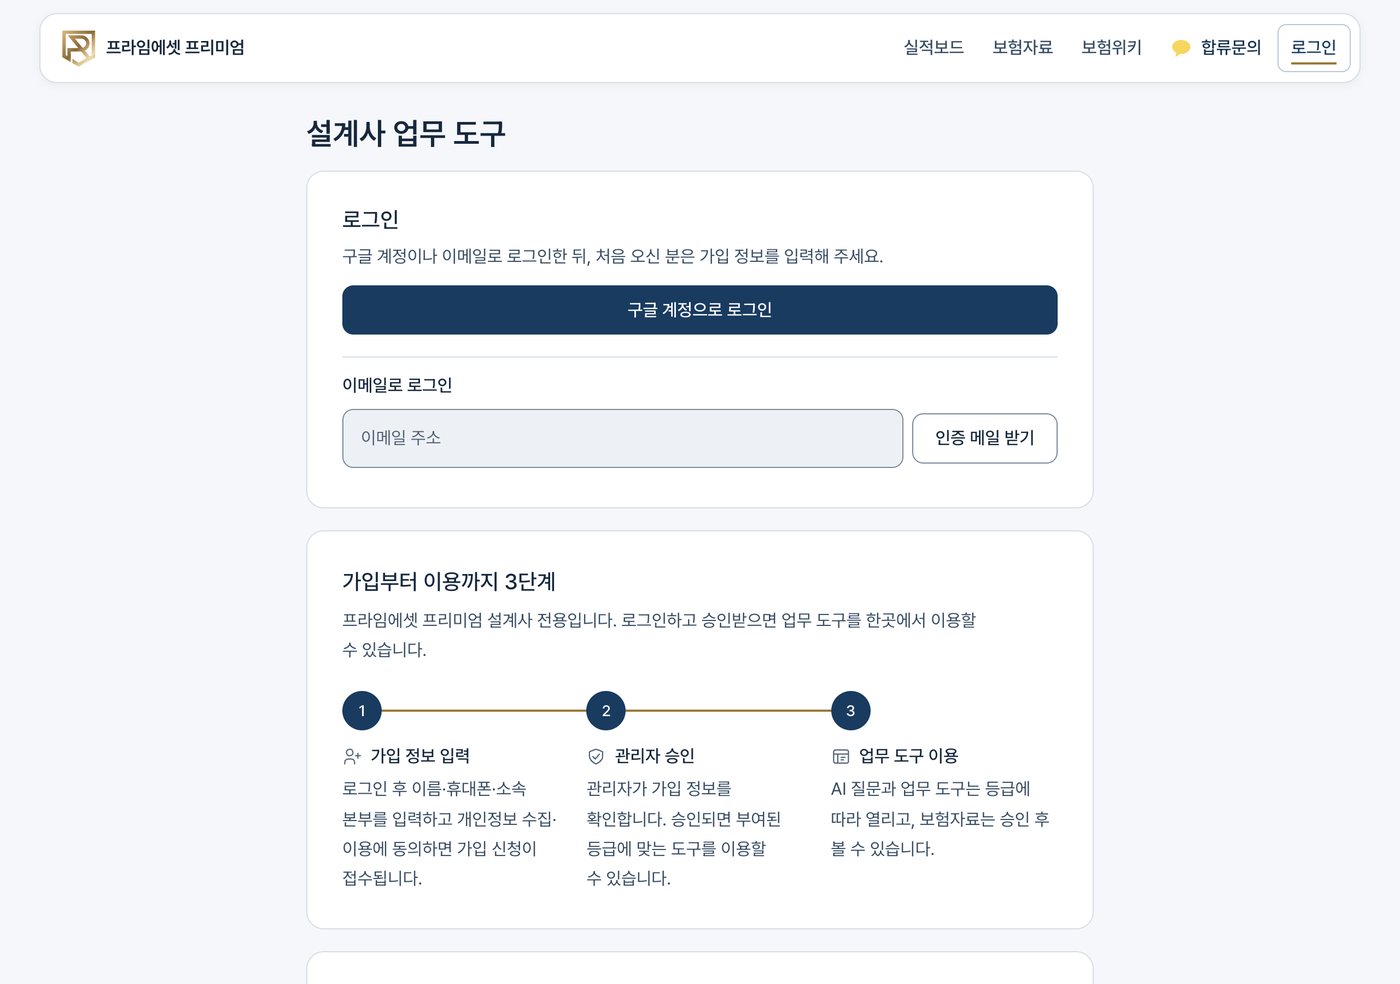 프라임에셋 프리미엄
실적보드 보험자료 보험위키 합류문의 로그인
설계사 업무 도구
로그인
구글 계정이나 이메일로 로그인한 뒤, 처음 오신 분은 가입 정보를 입력해 주세요.
구글 계정으로 로그인
이메일로 로그인
이메일 주소
인증 메일 받기
가입부터 이용까지 3단계
프라임에셋 프리미엄 설계사 전용입니다. 로그인하고 승인받으면 업무 도구를 한곳에서 이용할
수 있습니다.
1
가입 정보 입력
로그인 후 이름·휴대폰·소속
본부를 입력하고 개인정보 수집·
이용에 동의하면 가입 신청이
접수됩니다.
2
관리자 승인
관리자가 가입 정보를
확인합니다. 승인되면 부여된
등급에 맞는 도구를 이용할
수 있습니다.
3
업무 도구 이용
AI 질문과 업무 도구는 등급에
따라 열리고, 보험자료는 승인 후
볼 수 있습니다.